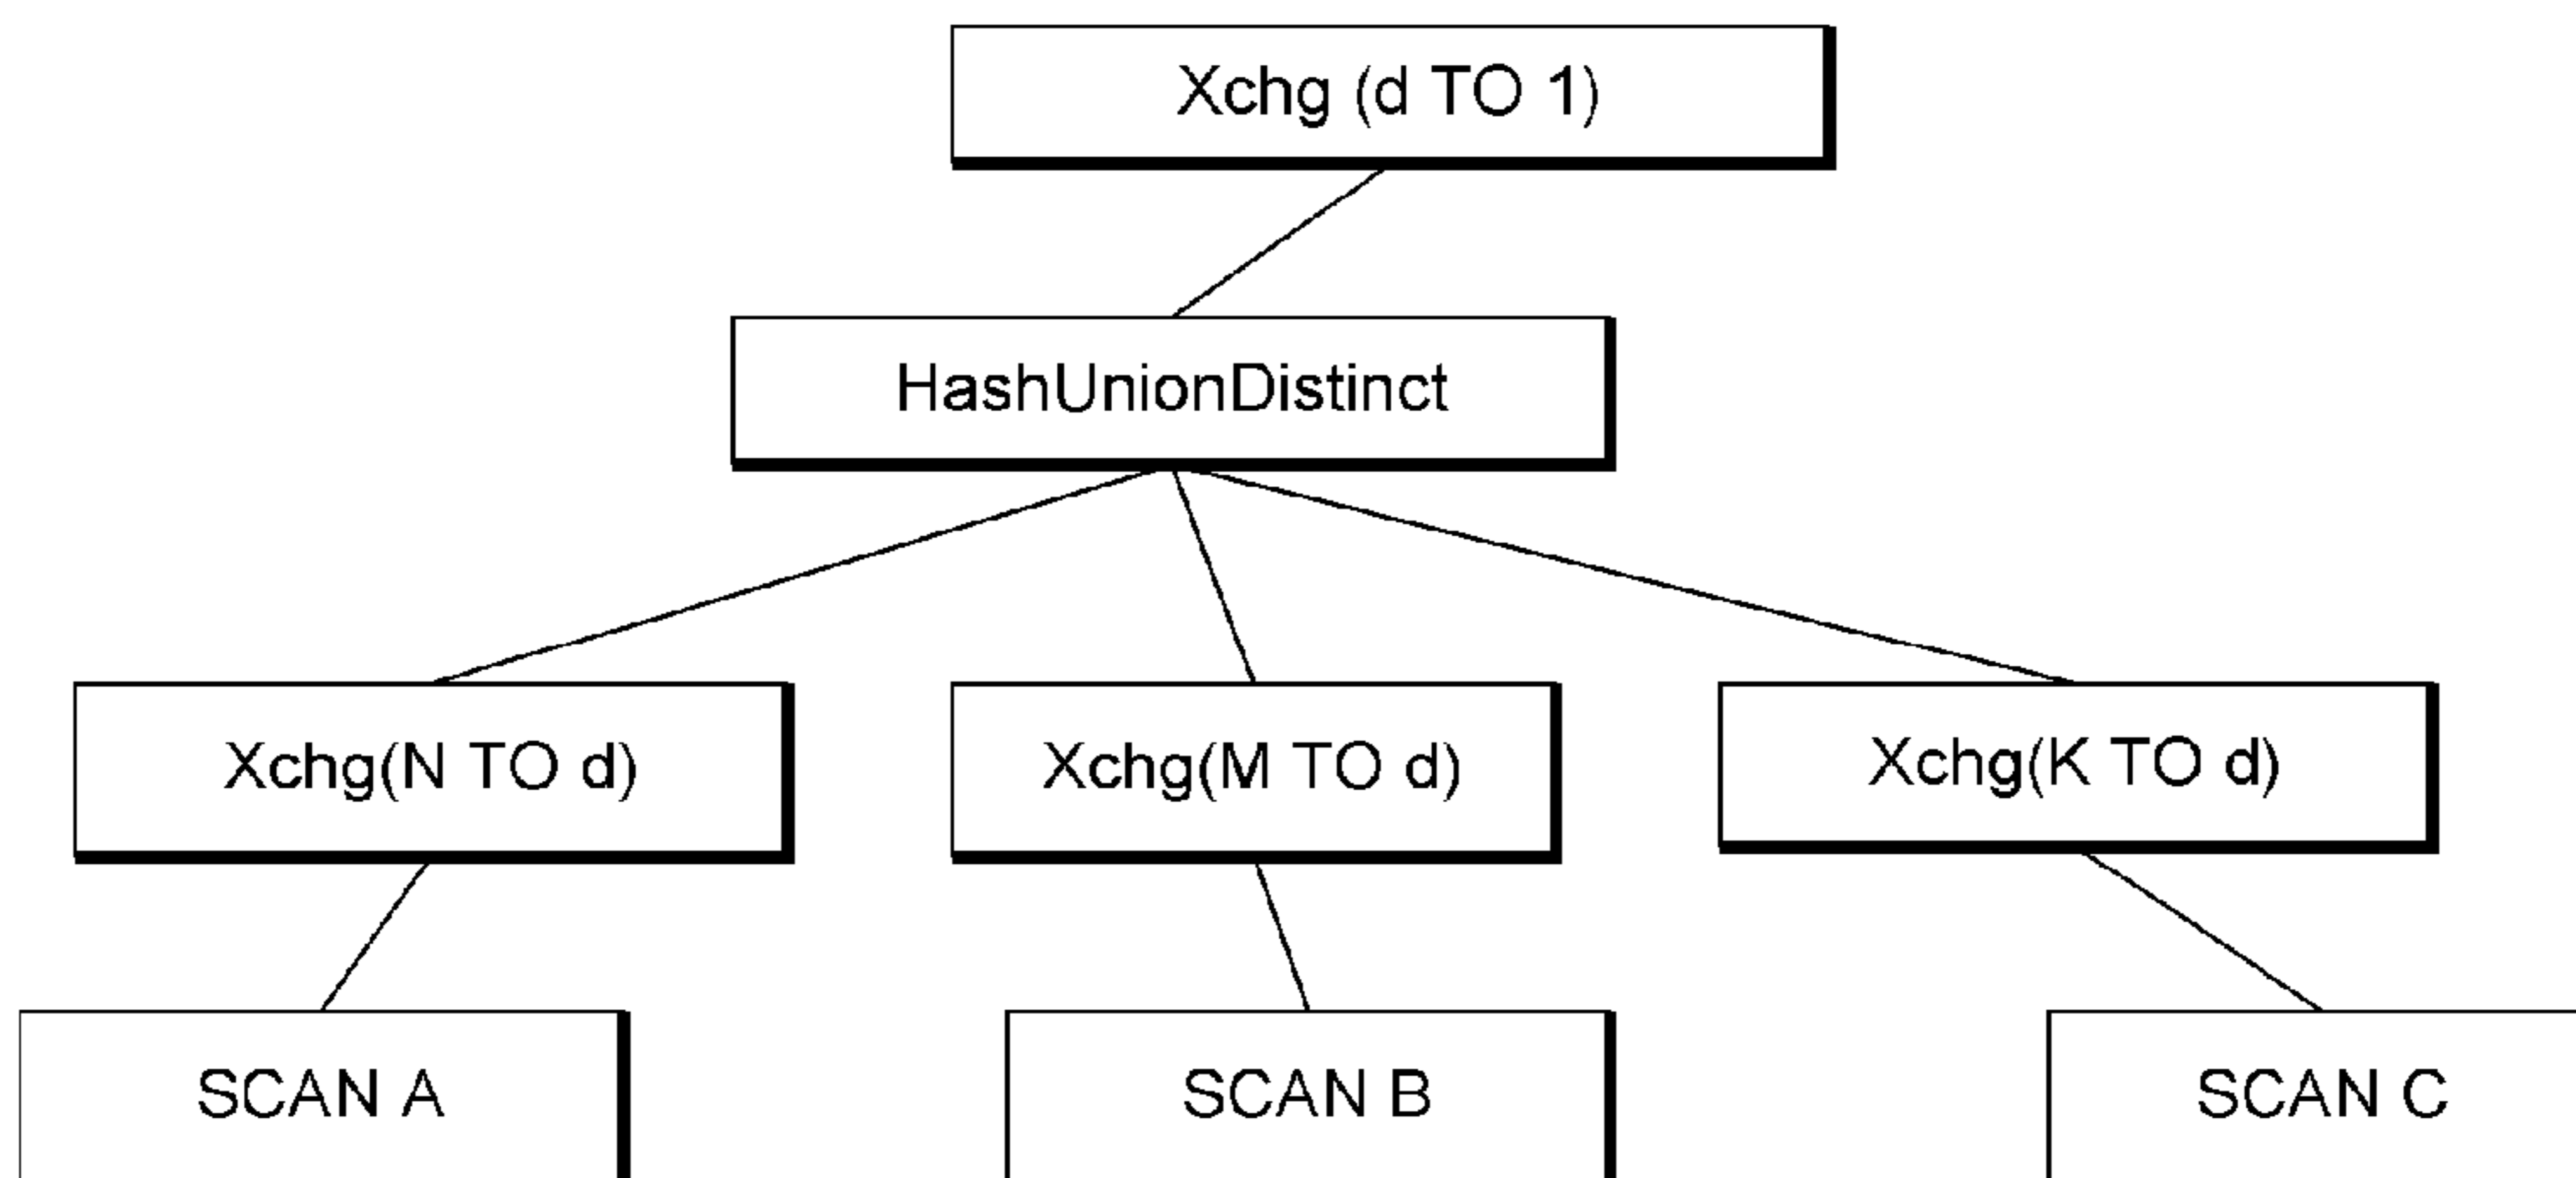 Xchg (d TO 1)
HashUnionDistinct
Xchg(N TO d)
Xchg(M TO d)
Xchg(K TO d)
SCAN A
SCAN B
SCAN C